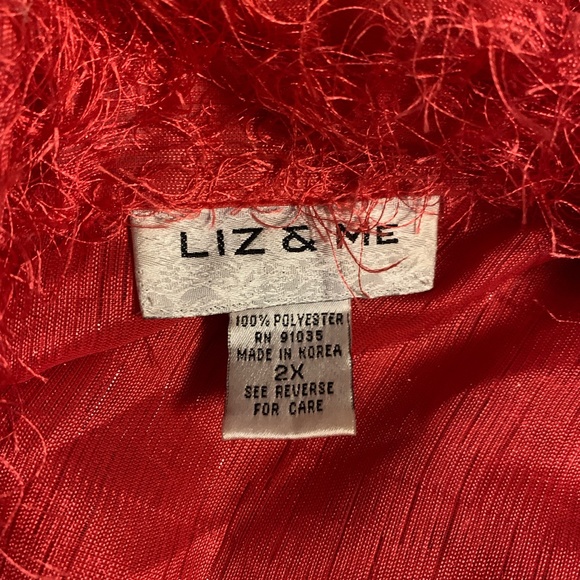 LIZ & ME
100% POLYESTER
RN 91035
MADE IN KOREA
2X
SEE REVERSE
FOR CARE